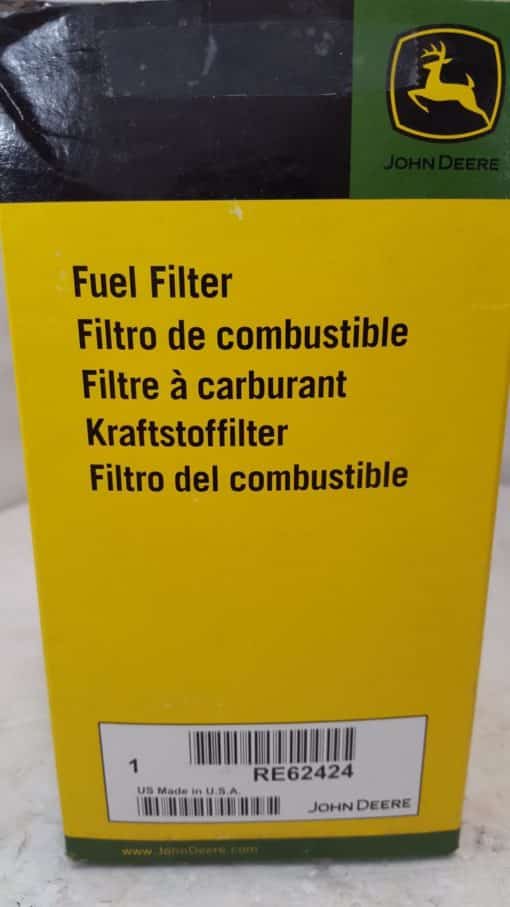 JOHN DEERE
Fuel Filter
Filtro de combustible
Filtre à carburant
Kraftstoffilter
Filtro del combustible
1
RE62424
US Made in U.S.A.
JOHN DEERE
www.JohnDeere.com